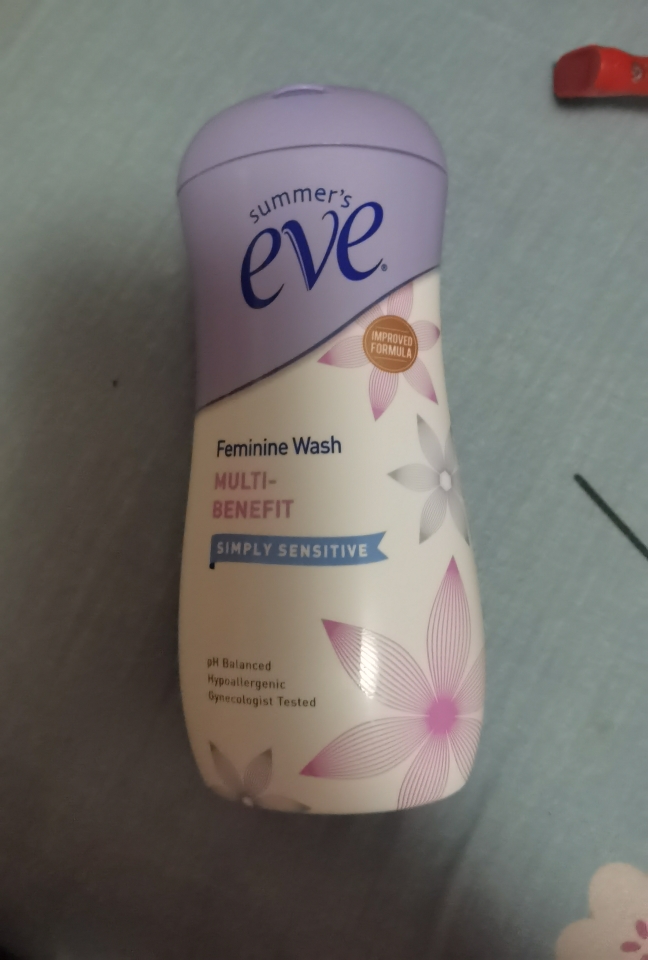 summer's
eve®
IMPROVED
FORMULA
Feminine Wash
MULTI-
BENEFIT
SIMPLY SENSITIVE
pH Balanced
Hypoallergenic
Gynecologist Tested